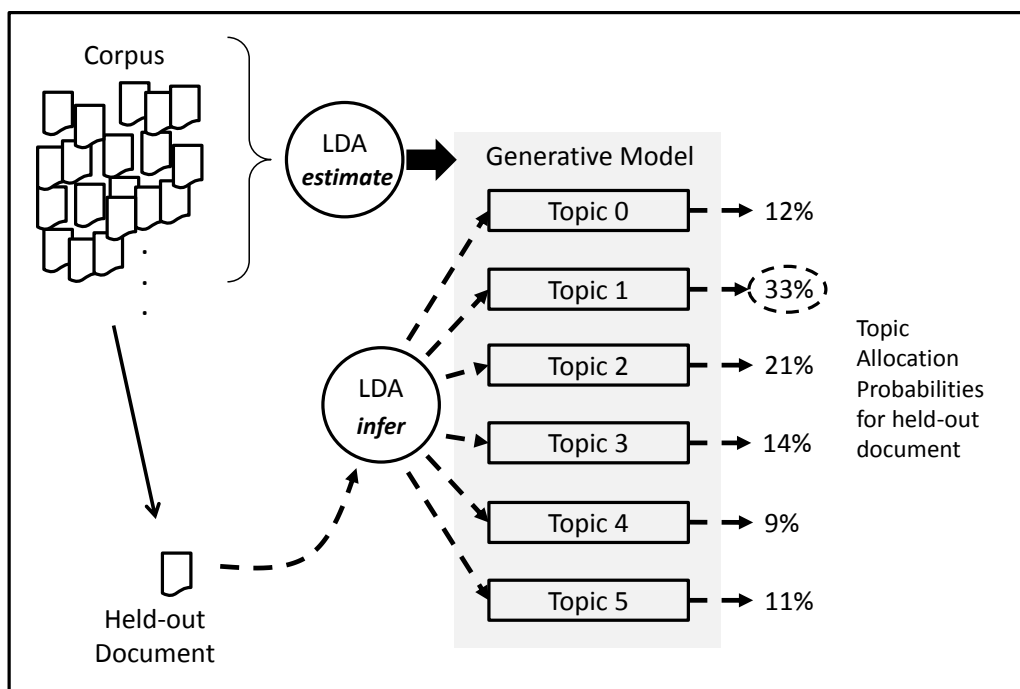 Corpus
LDA
estimate
Generative Model
Topic 0
12%
Topic 1
33%
Topic 2
21%
Topic 3
14%
Topic 4
9%
Topic 5
11%
Topic
Allocation
Probabilities
for held-out
document
LDA
infer
Held-out
Document